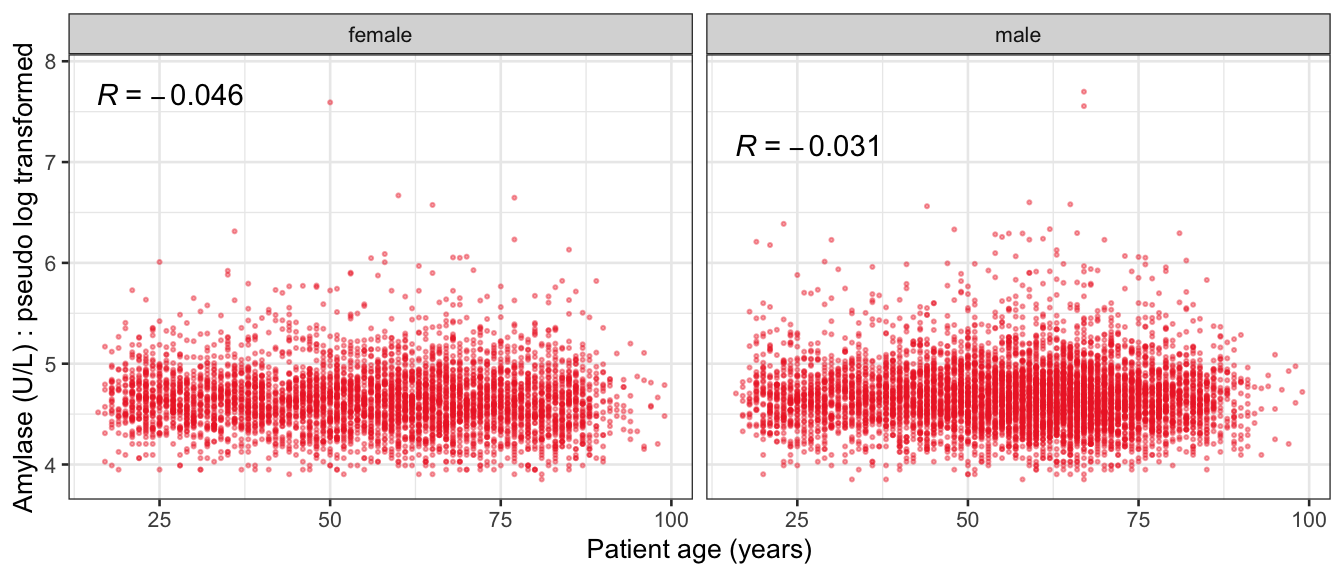 female
male
Amylase (U/L) : pseudo log transformed
8
7
6
5
4
R = −0.046
R = −0.031
25
50
75
100
25
50
75
100
Patient age (years)